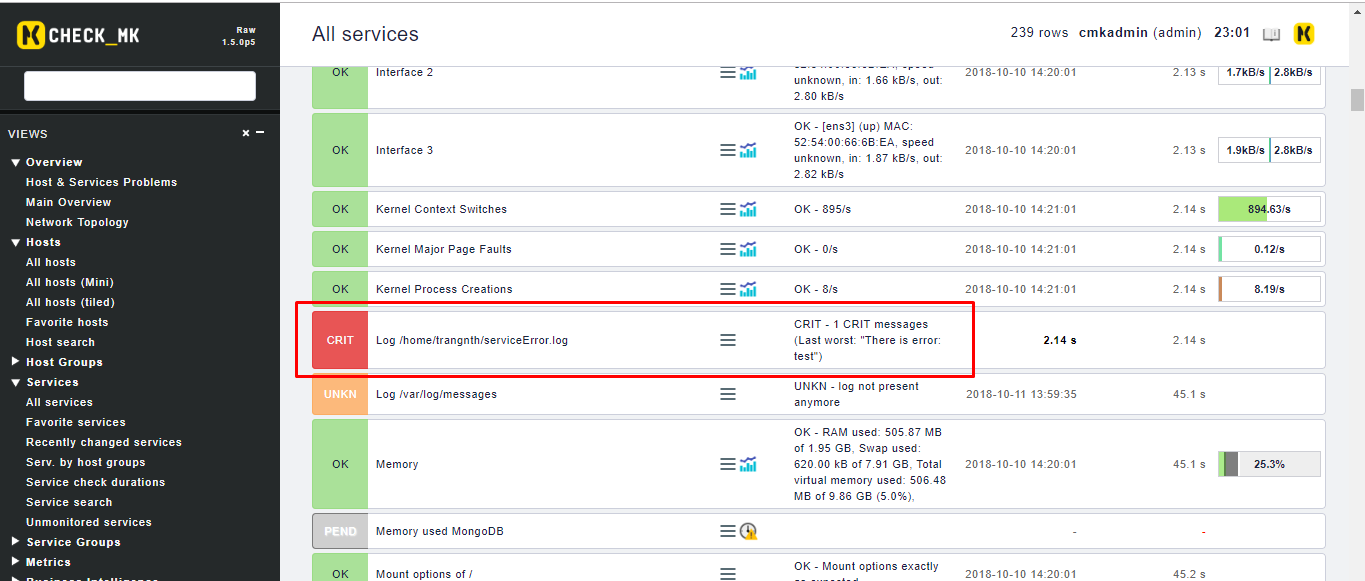 CHECK_MK
Raw
1.5.0p5
All services
239 rows cmkadmin (admin) 23:01
VIEWS
Overview
Host & Services Problems
Main Overview
Network Topology
Hosts
All hosts
All hosts (Mini)
All hosts (tiled)
Favorite hosts
Host search
Host Groups
Services
All services
Favorite services
Recently changed services
Serv. by host groups
Service check durations
Service search
Unmonitored services
Service Groups
Metrics
Business Intelligence
OK
Interface 2
unknown, in: 1.66 kB/s, out:
2.80 kB/s
2018-10-10 14:20:01
2.13 s
1.7kB/s 2.8kB/s
OK
Interface 3
OK - [ens3] (up) MAC:
52:54:00:66:6B:EA, speed
unknown, in: 1.87 kB/s, out:
2.82 kB/s
2018-10-10 14:20:01
2.13 s
1.9kB/s 2.8kB/s
OK
Kernel Context Switches
OK - 895/s
2018-10-10 14:21:01
2.14 s
894.63/s
OK
Kernel Major Page Faults
OK - 0/s
2018-10-10 14:21:01
2.14 s
0.12/s
OK
Kernel Process Creations
OK - 8/s
2018-10-10 14:21:01
2.14 s
8.19/s
CRIT
Log /home/trangnth/serviceError.log
CRIT - 1 CRIT messages
(Last worst: "There is error:
test")
2.14 s
2.14 s
UNKN
Log /var/log/messages
UNKN - log not present
anymore
2018-10-11 13:59:35
45.1 s
OK
Memory
OK - RAM used: 505.87 MB
of 1.95 GB, Swap used:
620.00 kB of 7.91 GB, Total
virtual memory used: 506.48
MB of 9.86 GB (5.0%),
2018-10-10 14:20:01
45.1 s
25.3%
PEND
Memory used MongoDB
-
-
OK
Mount options of /
OK - Mount options exactly
2018-10-10 14:20:01
45.2 s